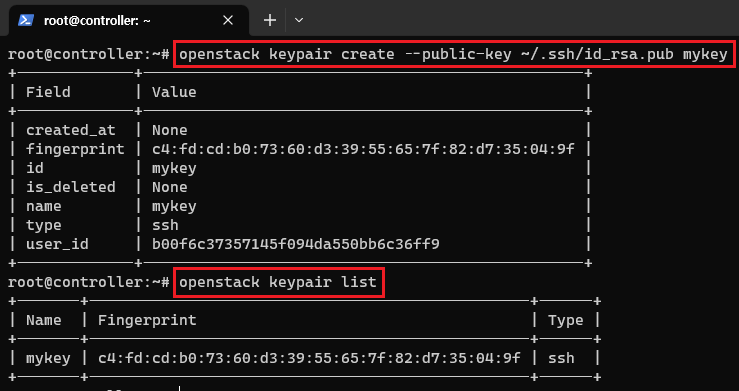 root@controller: ~
root@controller:~# openstack keypair create --public-key ~/.ssh/id_rsa.pub mykey
+-------------+-------------------------------------------------+
| Field       | Value                                           |
+-------------+-------------------------------------------------+
| created_at  | None                                            |
| fingerprint | c4:fd:cd:b0:73:60:d3:39:55:65:7f:82:d7:35:04:9f |
| id          | mykey                                           |
| is_deleted  | None                                            |
| name        | mykey                                           |
| type        | ssh                                             |
| user_id     | b00f6c37357145f094da550bb6c36ff9                |
+-------------+-------------------------------------------------+
root@controller:~# openstack keypair list
+-------+-------------------------------------------------+------+
| Name  | Fingerprint                                     | Type |
+-------+-------------------------------------------------+------+
| mykey | c4:fd:cd:b0:73:60:d3:39:55:65:7f:82:d7:35:04:9f | ssh  |